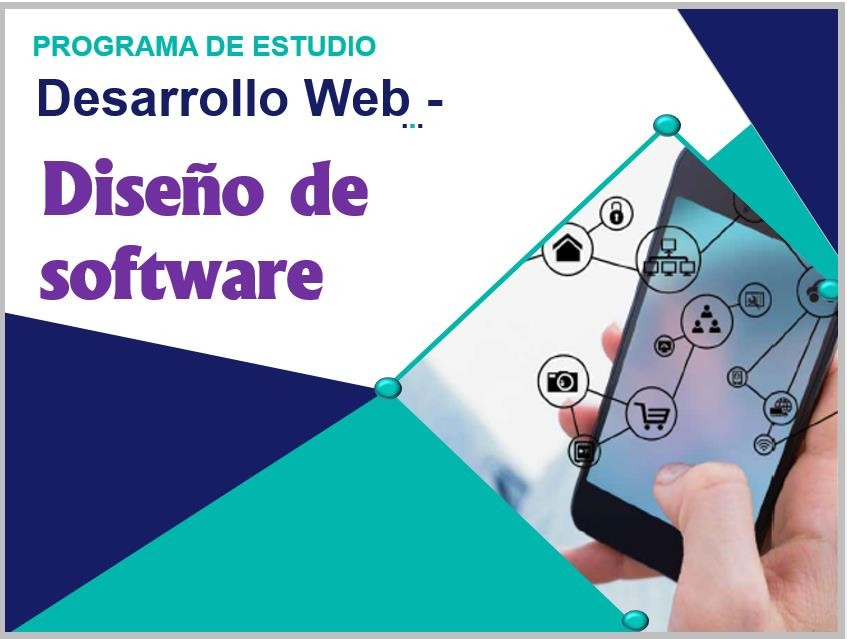 PROGRAMA DE ESTUDIO
Desarrollo Web -
Diseño de
software